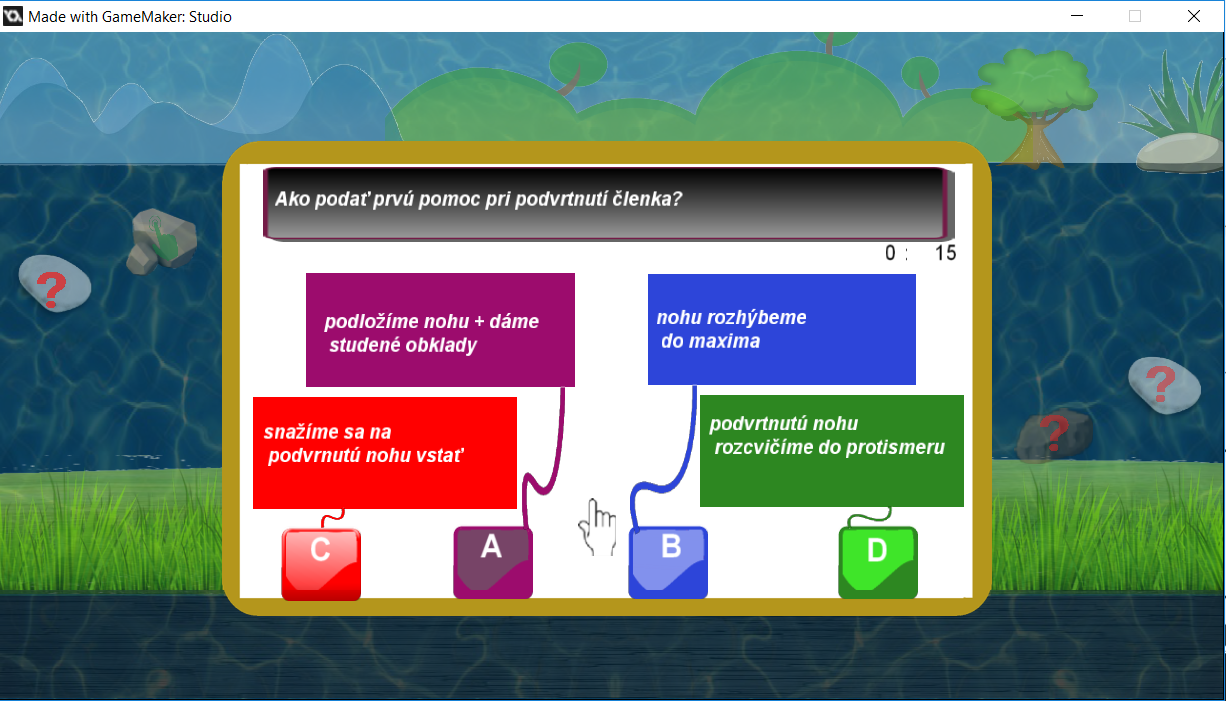 Made with GameMaker: Studio
Ako podať prvú pomoc pri podvrtnutí členka?
0 : 15
podložíme nohu + dáme
studené obklady
nohu rozhýbeme
do maxima
snažíme sa na
podvrnutú nohu vstať
podvrtnutú nohu
rozcvičíme do protismeru
?
?
?
C
A
B
D